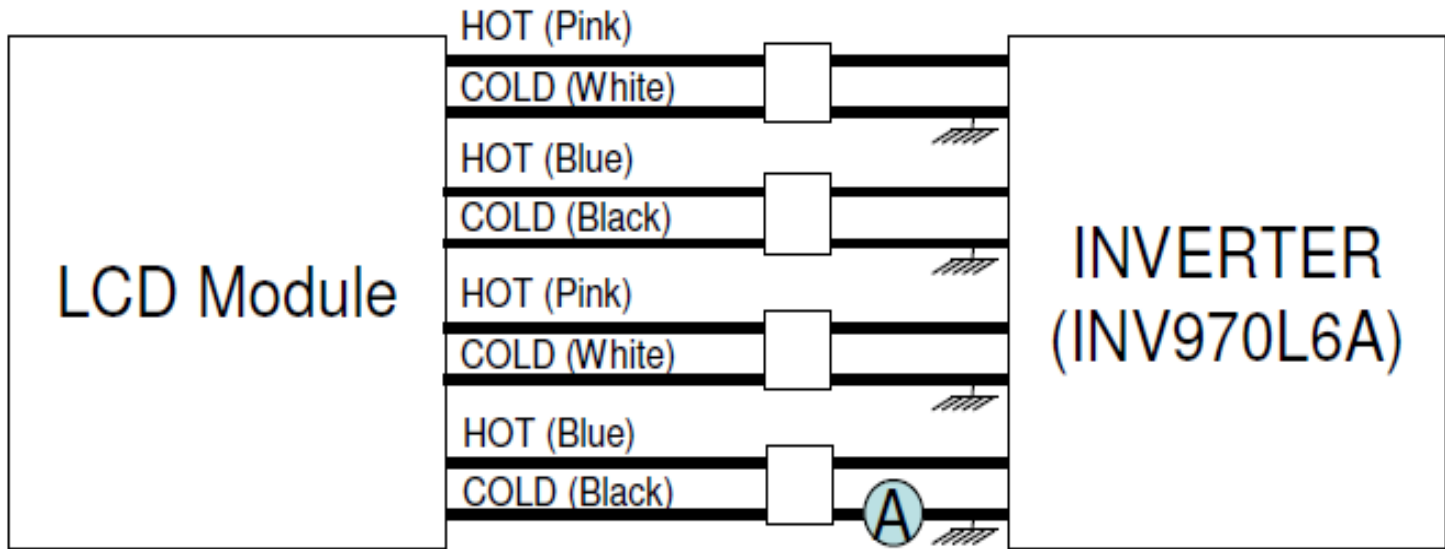 HOT (Pink)
COLD (White)
HOT (Blue)
COLD (Black)
LCD Module
HOT (Pink)
COLD (White)
HOT (Blue)
COLD (Black)
A
INVERTER
(INV970L6A)